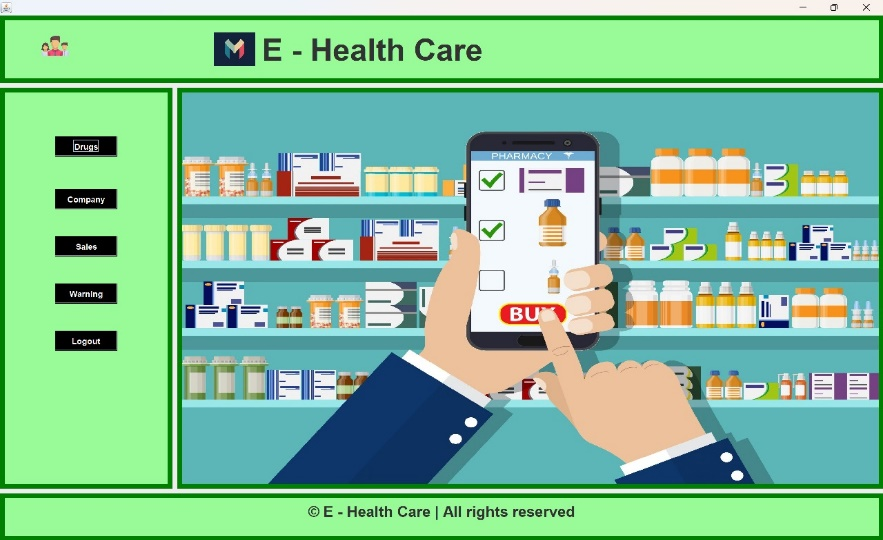 E - Health Care
Drugs
Company
Sales
Warning
Logout
PHARMACY
BUY
© E - Health Care | All rights reserved